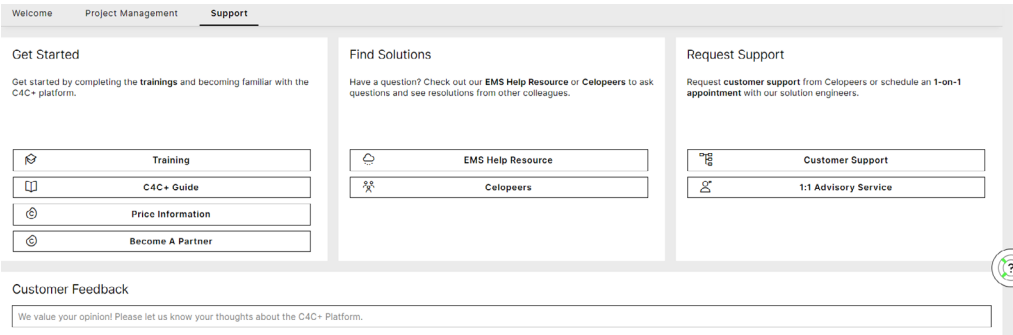 Welcome
Project Management
Support
Get Started
Get started by completing the trainings and becoming familiar with the
C4C+ platform.
Training
C4C+ Guide
Price Information
Become A Partner
Find Solutions
Have a question? Check out our EMS Help Resource or Celopeers to ask
questions and see resolutions from other colleagues.
EMS Help Resource
Celopeers
Request Support
Request customer support from Celopeers or schedule an 1-on-1
appointment with our solution engineers.
Customer Support
1:1 Advisory Service
?
Customer Feedback
We value your opinion! Please let us know your thoughts about the C4C+ Platform.